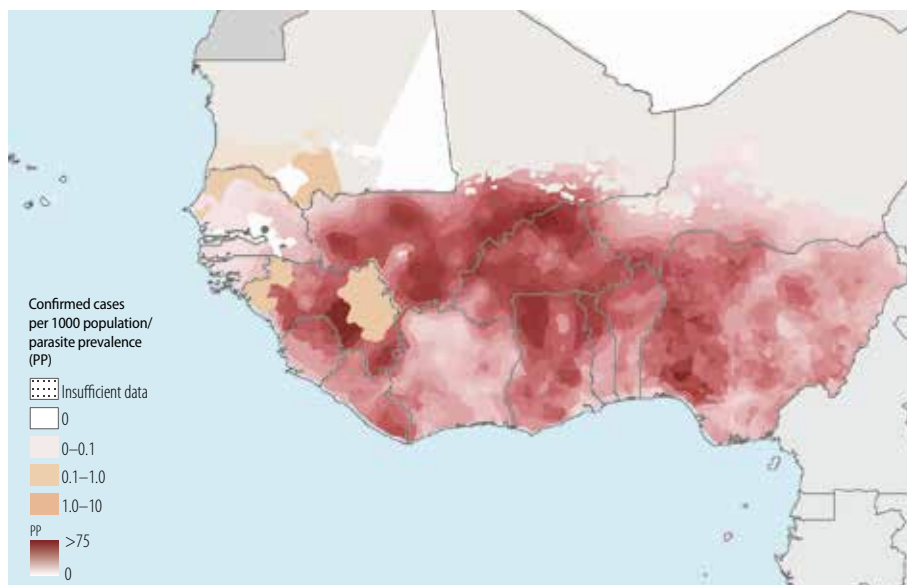 Confirmed cases
per 1000 population/
parasite prevalence
(PP)
Insufficient data
0
0–0.1
0.1–1.0
1.0–10
PP
>75
0